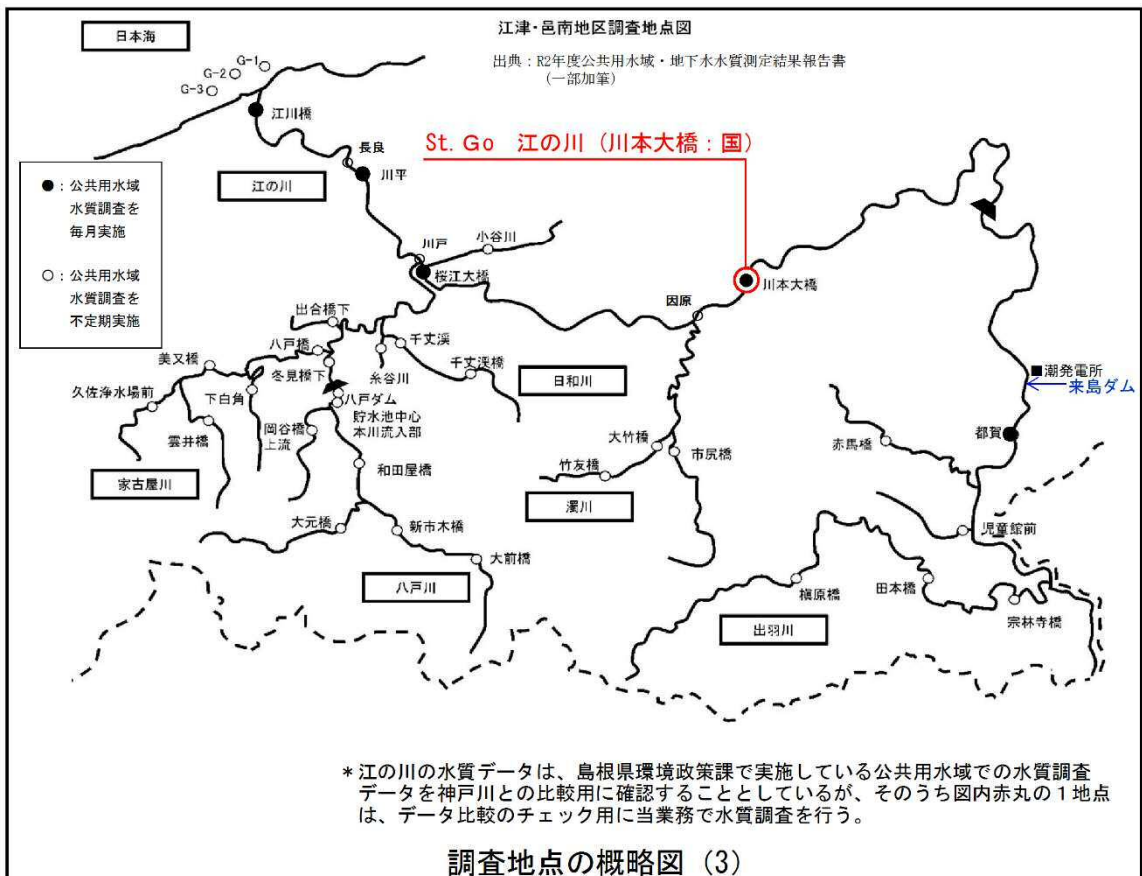 日本海
江津・邑南地区調査地点図
出典：R2年度公共用水域・地下水水質測定結果報告書
（一部加筆）
G-1
G-2
G-3
江川橋
St. Go 江の川（川本大橋：国）
長良
川平
江の川
●：公共用水域
水質調査を
毎月実施
○：公共用水域
水質調査を
不定期実施
小谷川
川戸
桜江大橋
川本大橋
因原
出合橋下
千丈渓
八戸橋
美又橋
冬見橋下
糸谷川
千丈渓橋
日和川
■潮発電所
来島ダム
久佐浄水場前
下白角
八戸ダム
貯水池中心
本川流入部
岡谷橋
上流
雲井橋
都賀
赤馬橋
大竹橋
市尻橋
竹友橋
和田屋橋
家古屋川
濁川
大元橋
新市木橋
児童館前
大前橋
八戸川
槇原橋
田本橋
宗林寺橋
出羽川
＊江の川の水質データは、島根県環境政策課で実施している公共用水域での水質調査
データを神戸川との比較用に確認することとしているが、そのうち図内赤丸の１地点
は、データ比較のチェック用に当業務で水質調査を行う。
調査地点の概略図（3）